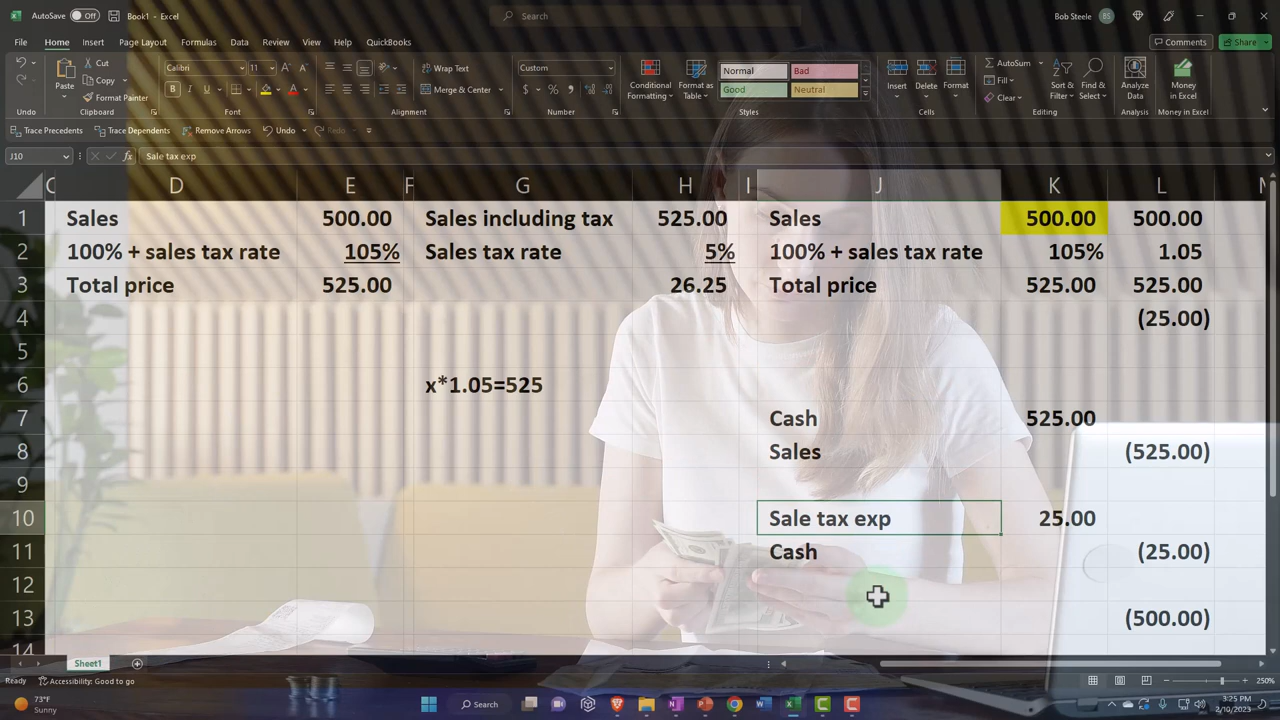 AutoSave Off Book1 - Excel Search Bob Steele BS
File Home Insert Page Layout Formulas Data Review View Help QuickBooks Comments Share
Paste Cut Copy Format Painter
Calibri 11 Wrap Text Merge & Center Custom
B I U A $ % 9
Conditional Formatting Format as Table Normal Bad Good Neutral
Insert Delete Format
AutoSum Fill Clear Sort & Filter Find & Select Analyze Data Money in Excel
Undo Clipboard Font Alignment Number Styles Cells Editing Analysis Money in Excel
Trace Precedents Trace Dependents Remove Arrows Undo Redo
J10 fx Sale tax exp
C D E F G H I J K L
1 Sales 500.00 Sales including tax 525.00 Sales 500.00 500.00
2 100% + sales tax rate 105% Sales tax rate 5% 100% + sales tax rate 105% 1.05
3 Total price 525.00 26.25 Total price 525.00 525.00
4 (25.00)
5
6 x*1.05=525
7 Cash 525.00
8 Sales (525.00)
9
10 Sale tax exp 25.00
11 Cash (25.00)
12
13 (500.00)
14
Sheet1
Ready Accessibility: Good to go 250%
73°F Sunny Search 3:25 PM 2/10/2023